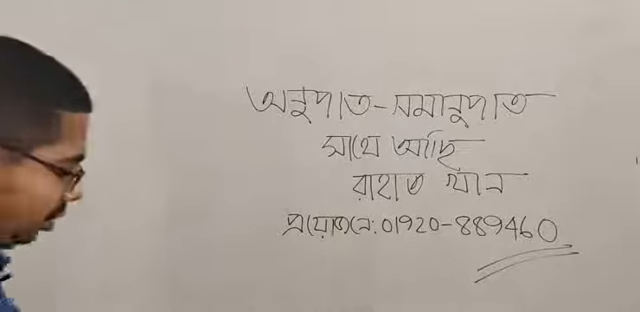 অনুপাত-সমানুপাত
সাথে আছি
রাহাত খান
প্রয়োজনে: 01920-889460